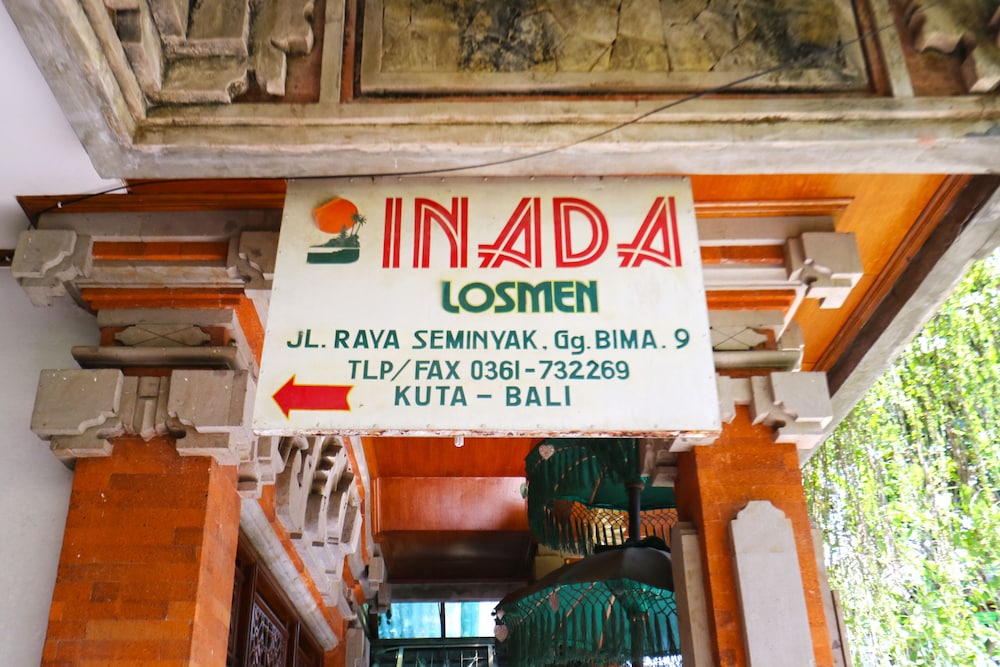 INADA
LOSMEN
JL. RAYA SEMINYAK. Gg. BIMA. 9
TLP/FAX 0361-732269
KUTA - BALI